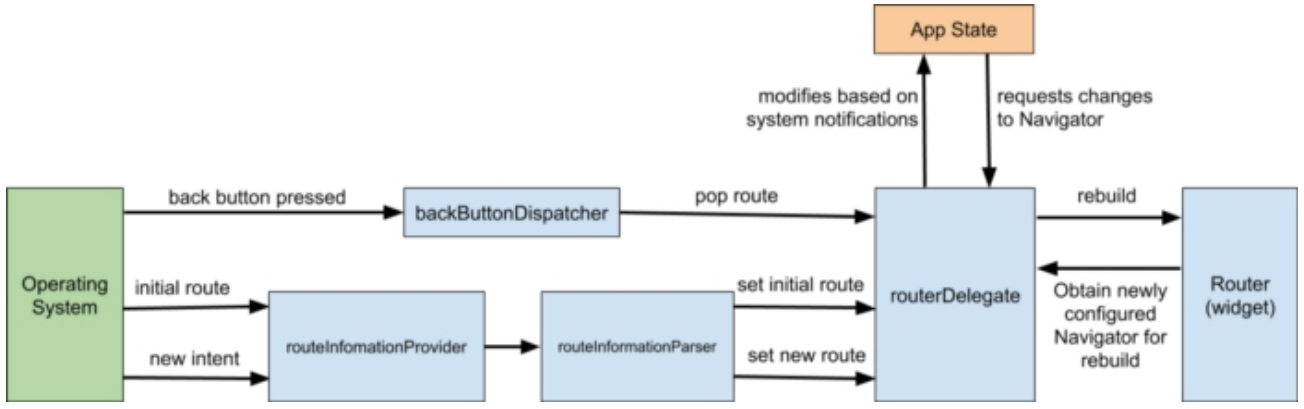 App State
modifies based on
system notifications
requests changes
to Navigator
back button pressed
backButtonDispatcher
pop route
rebuild
Operating
System
initial route
new intent
routeInfomationProvider
routeInformationParser
set initial route
set new route
routerDelegate
Obtain newly
configured
Navigator for
rebuild
Router
(widget)